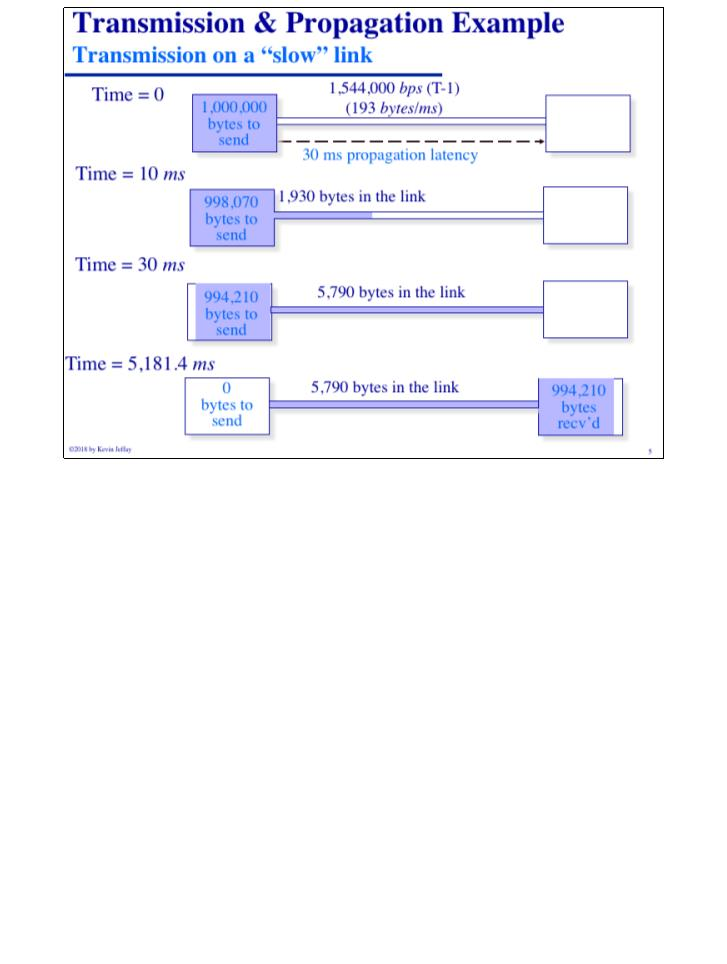 Transmission & Propagation Example
Transmission on a “slow” link
Time = 0
1,000,000
bytes to
send
1,544,000 bps (T-1)
(193 bytes/ms)
30 ms propagation latency
Time = 10 ms
998,070
bytes to
send
1,930 bytes in the link
Time = 30 ms
994,210
bytes to
send
5,790 bytes in the link
Time = 5,181.4 ms
0
bytes to
send
5,790 bytes in the link
994,210
bytes
recv’d
©2018 by Kevin Jeffay
5